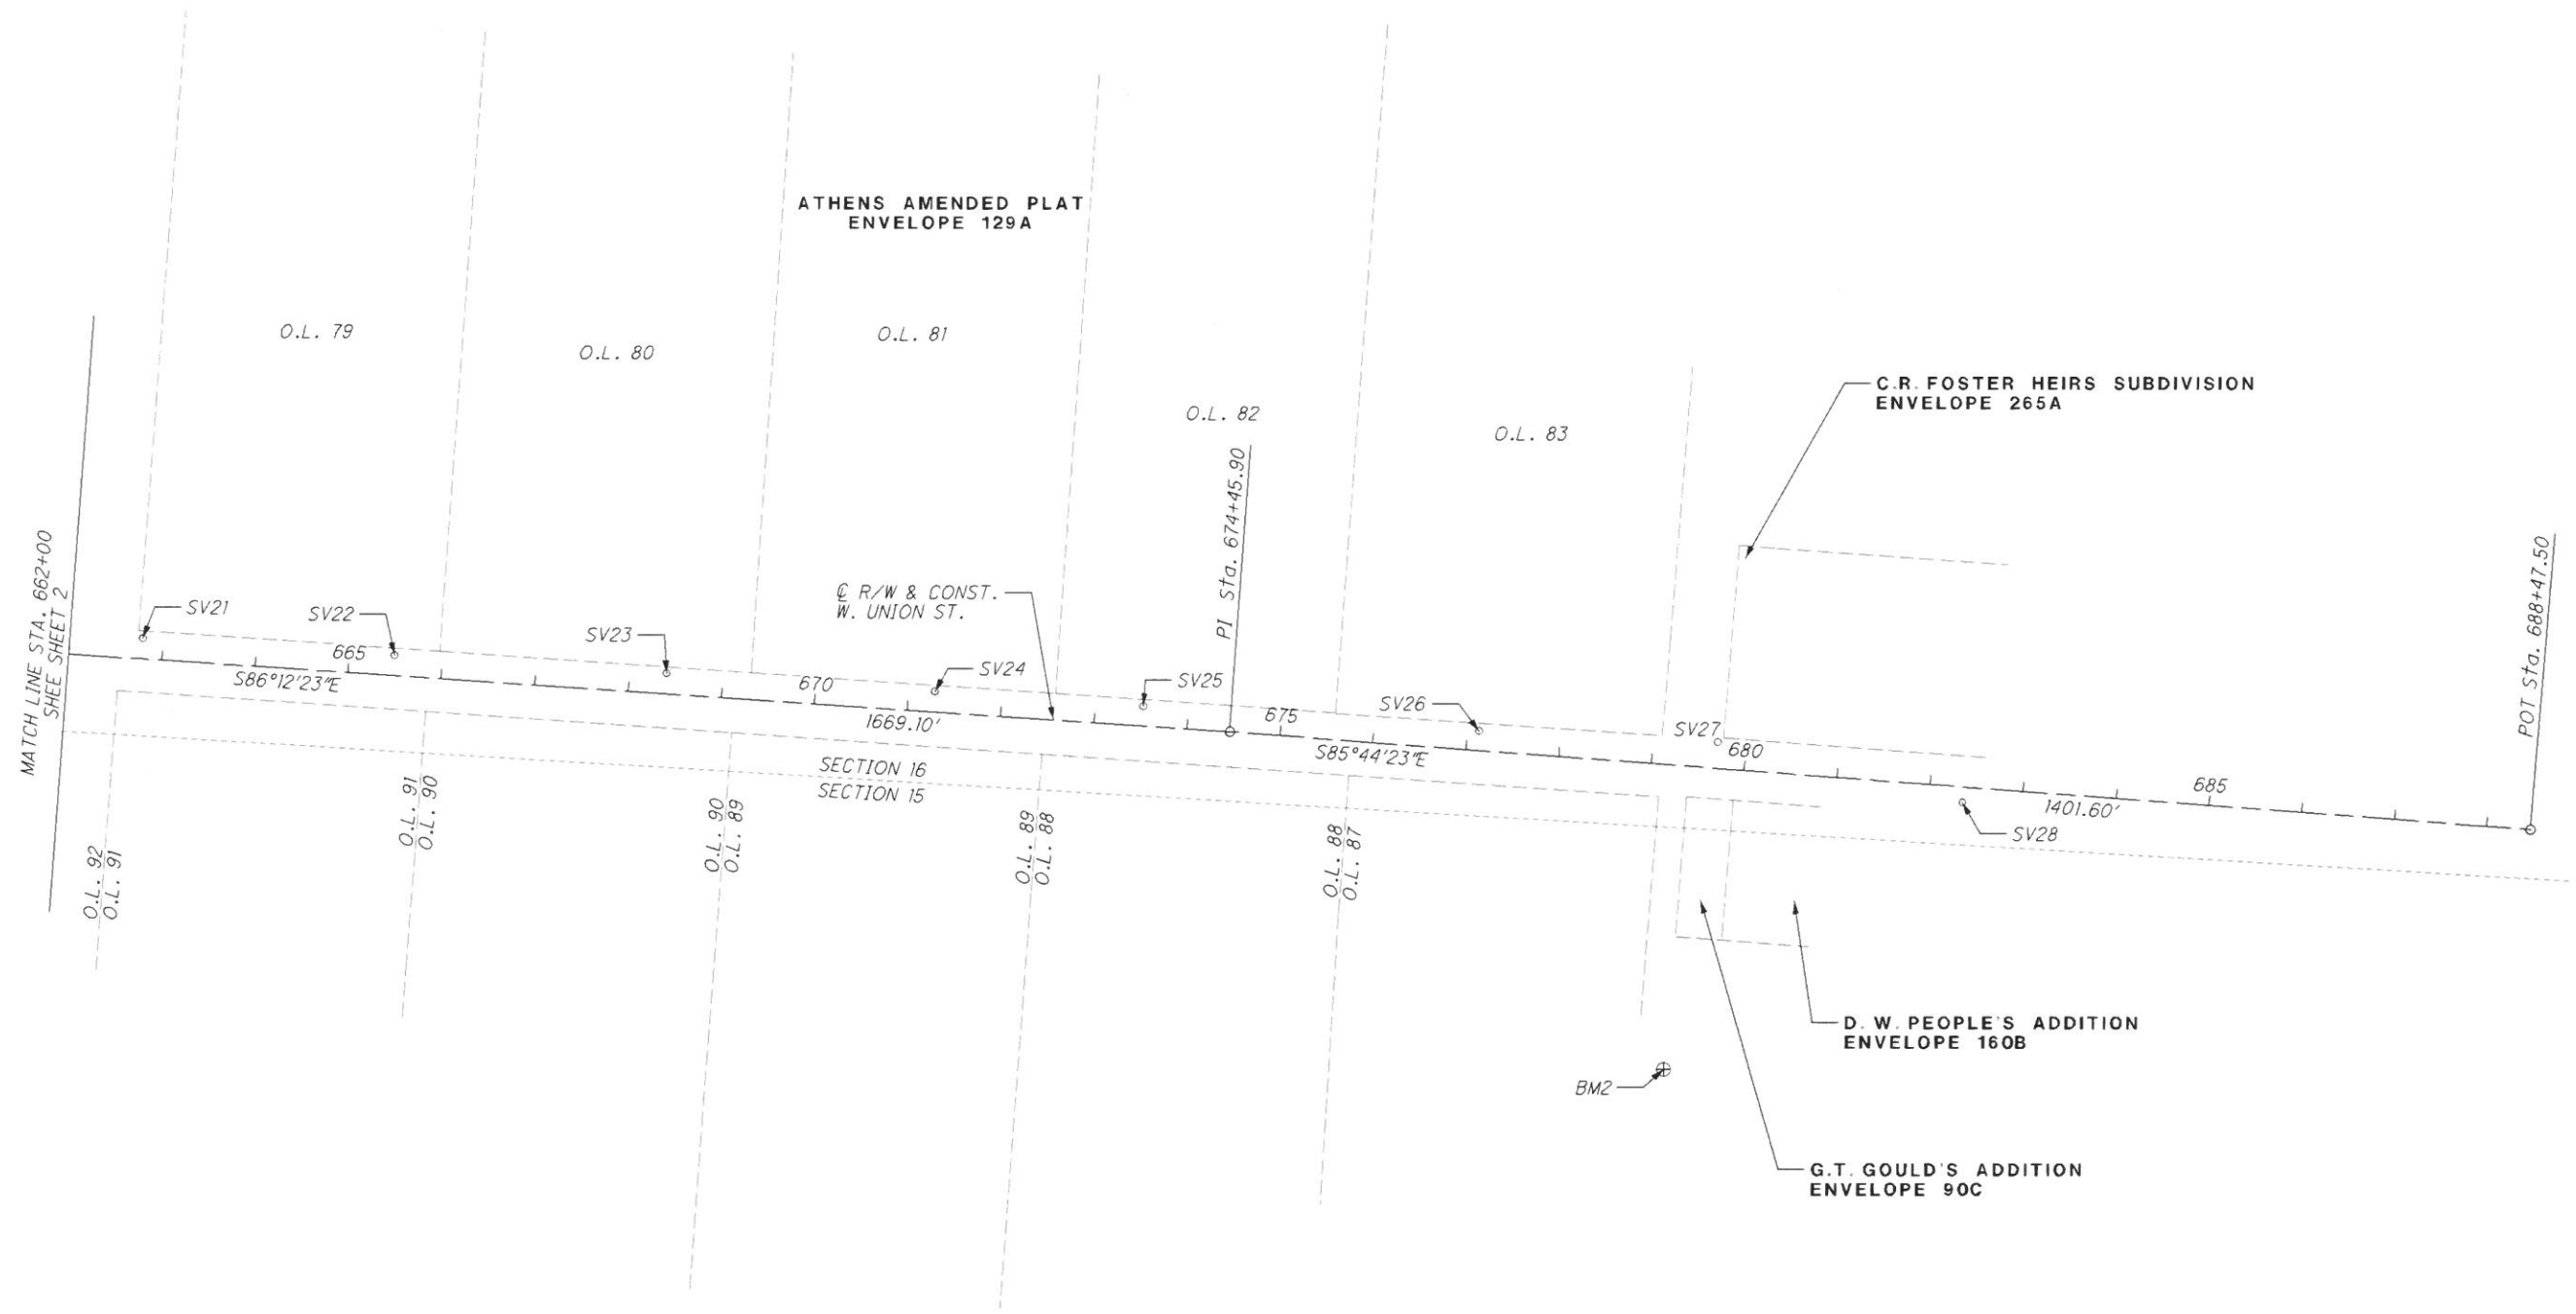 ATHENS AMENDED PLAT
ENVELOPE 129A
O.L. 79
O.L. 80
O.L. 81
O.L. 82
O.L. 83
C.R. FOSTER HEIRS SUBDIVISION
ENVELOPE 265A
MATCH LINE STA. 662+00
SHEE SHEET 2
PI Sta. 674+45.90
POT Sta. 688+47.50
℄ R/W & CONST.
W. UNION ST.
SV21
SV22
SV23
SV24
SV25
SV26
SV27
SV28
665
670
675
680
685
S86°12'23"E
1669.10'
S85°44'23"E
1401.60'
SECTION 16
SECTION 15
O.L. 92
O.L. 91
O.L. 91
O.L. 90
O.L. 90
O.L. 89
O.L. 89
O.L. 88
O.L. 88
O.L. 87
D. W. PEOPLE'S ADDITION
ENVELOPE 160B
BM2
G.T. GOULD'S ADDITION
ENVELOPE 90C